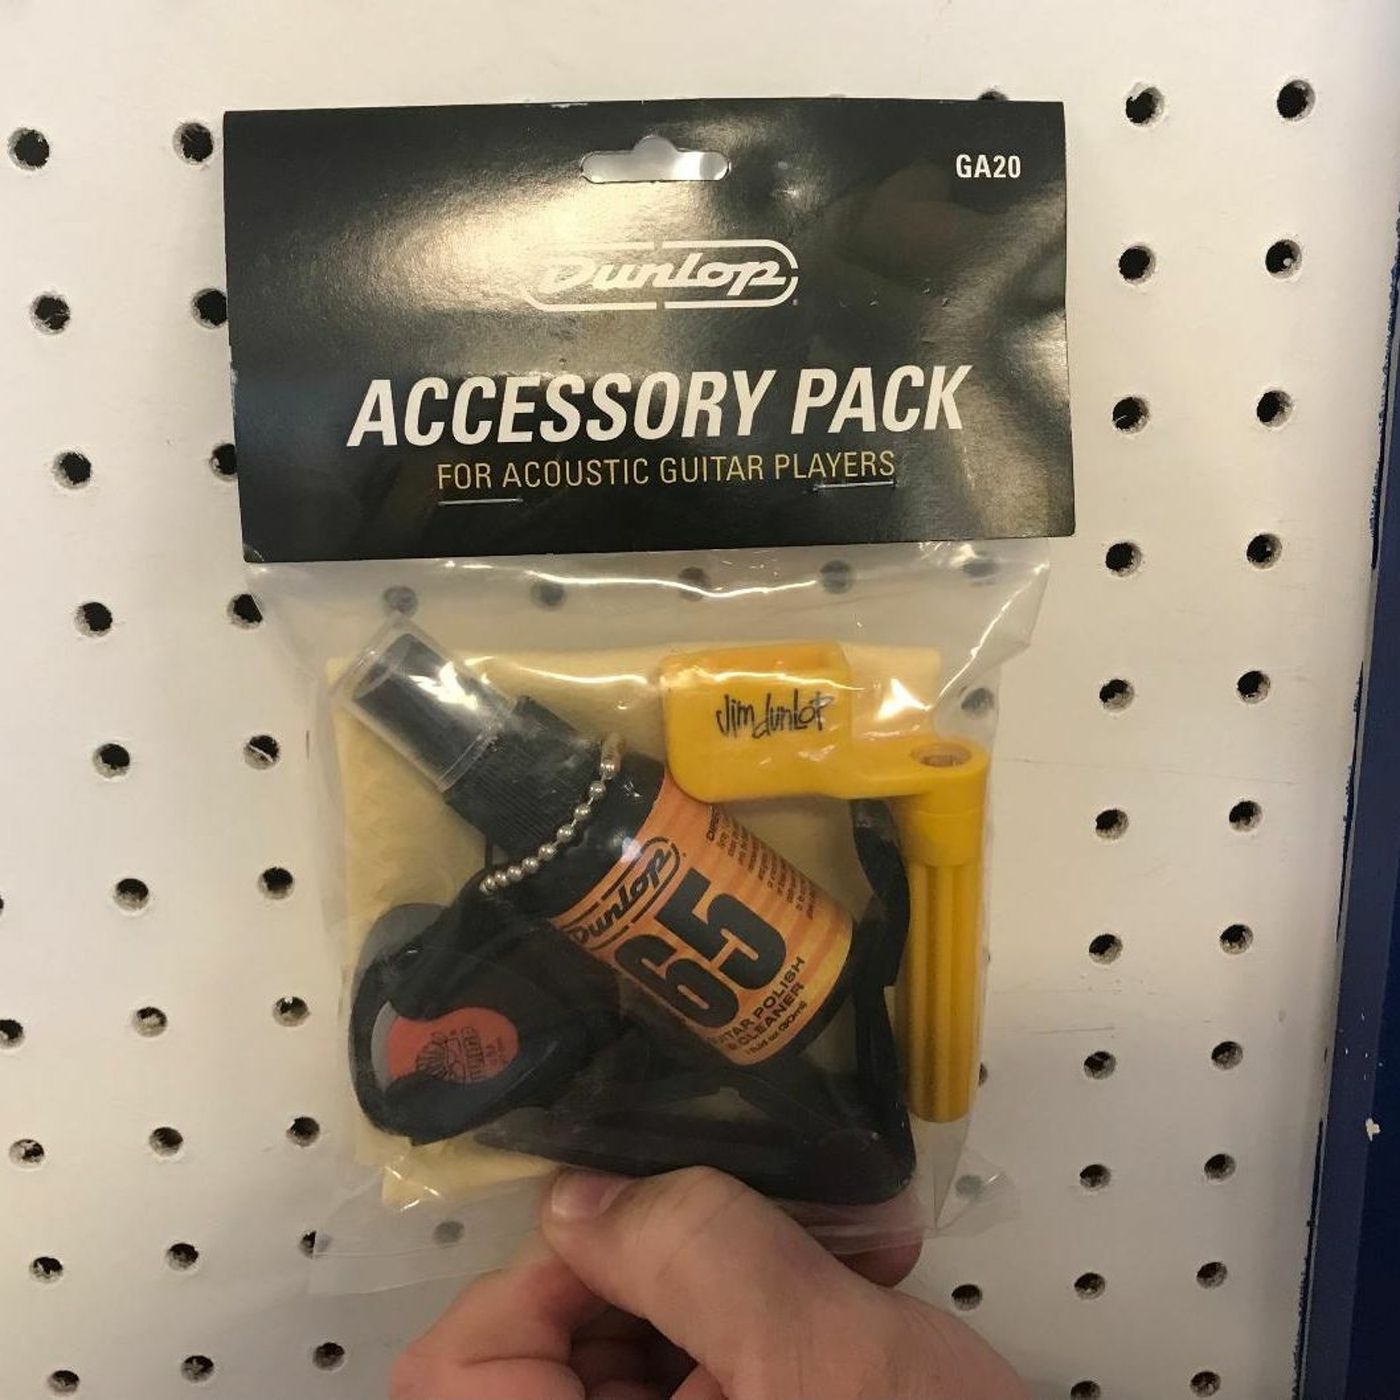 GA20
Dunlop
ACCESSORY PACK
FOR ACOUSTIC GUITAR PLAYERS
Jim Dunlop
Dunlop
65
GUITAR POLISH
& CLEANER